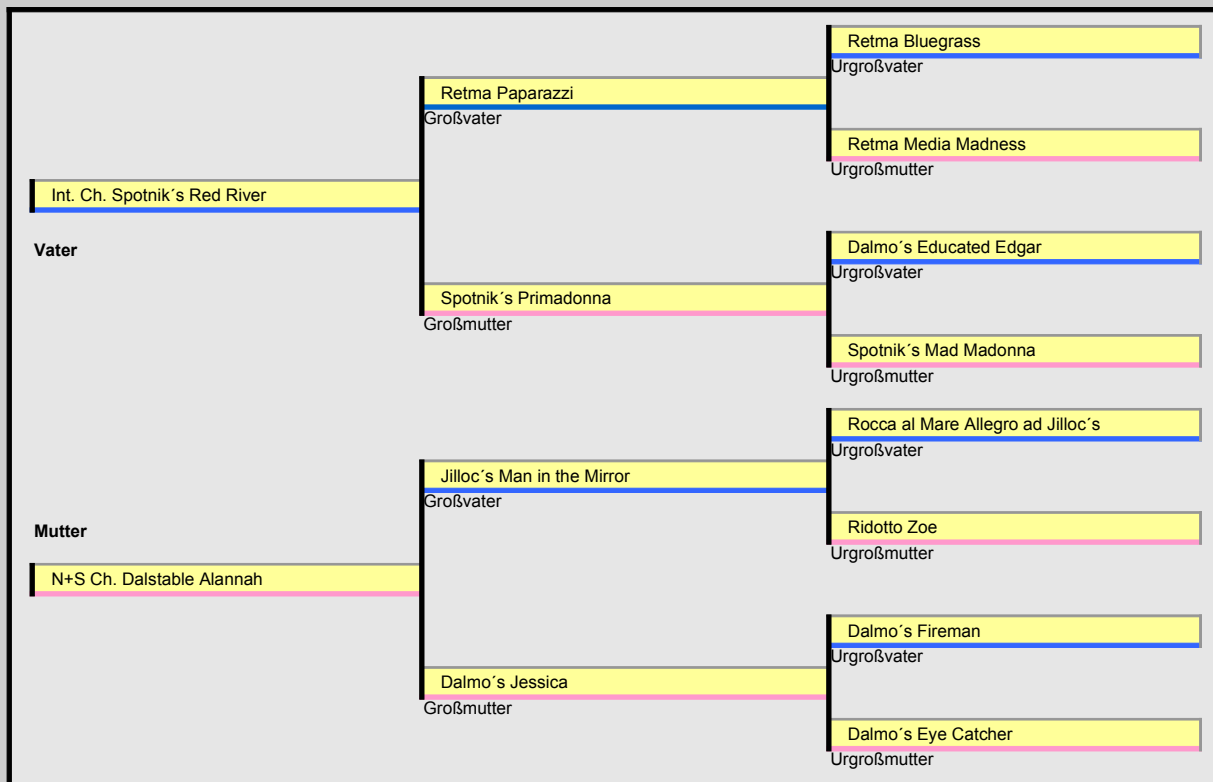 Retma Bluegrass
Urgroßvater
Retma Paparazzi
Großvater
Retma Media Madness
Urgroßmutter
Int. Ch. Spotnik´s Red River
Vater
Dalmo´s Educated Edgar
Urgroßvater
Spotnik´s Primadonna
Großmutter
Spotnik´s Mad Madonna
Urgroßmutter
Rocca al Mare Allegro ad Jilloc´s
Urgroßvater
Jilloc´s Man in the Mirror
Großvater
Ridotto Zoe
Urgroßmutter
Mutter
N+S Ch. Dalstable Alannah
Dalmo´s Fireman
Urgroßvater
Dalmo´s Jessica
Großmutter
Dalmo´s Eye Catcher
Urgroßmutter